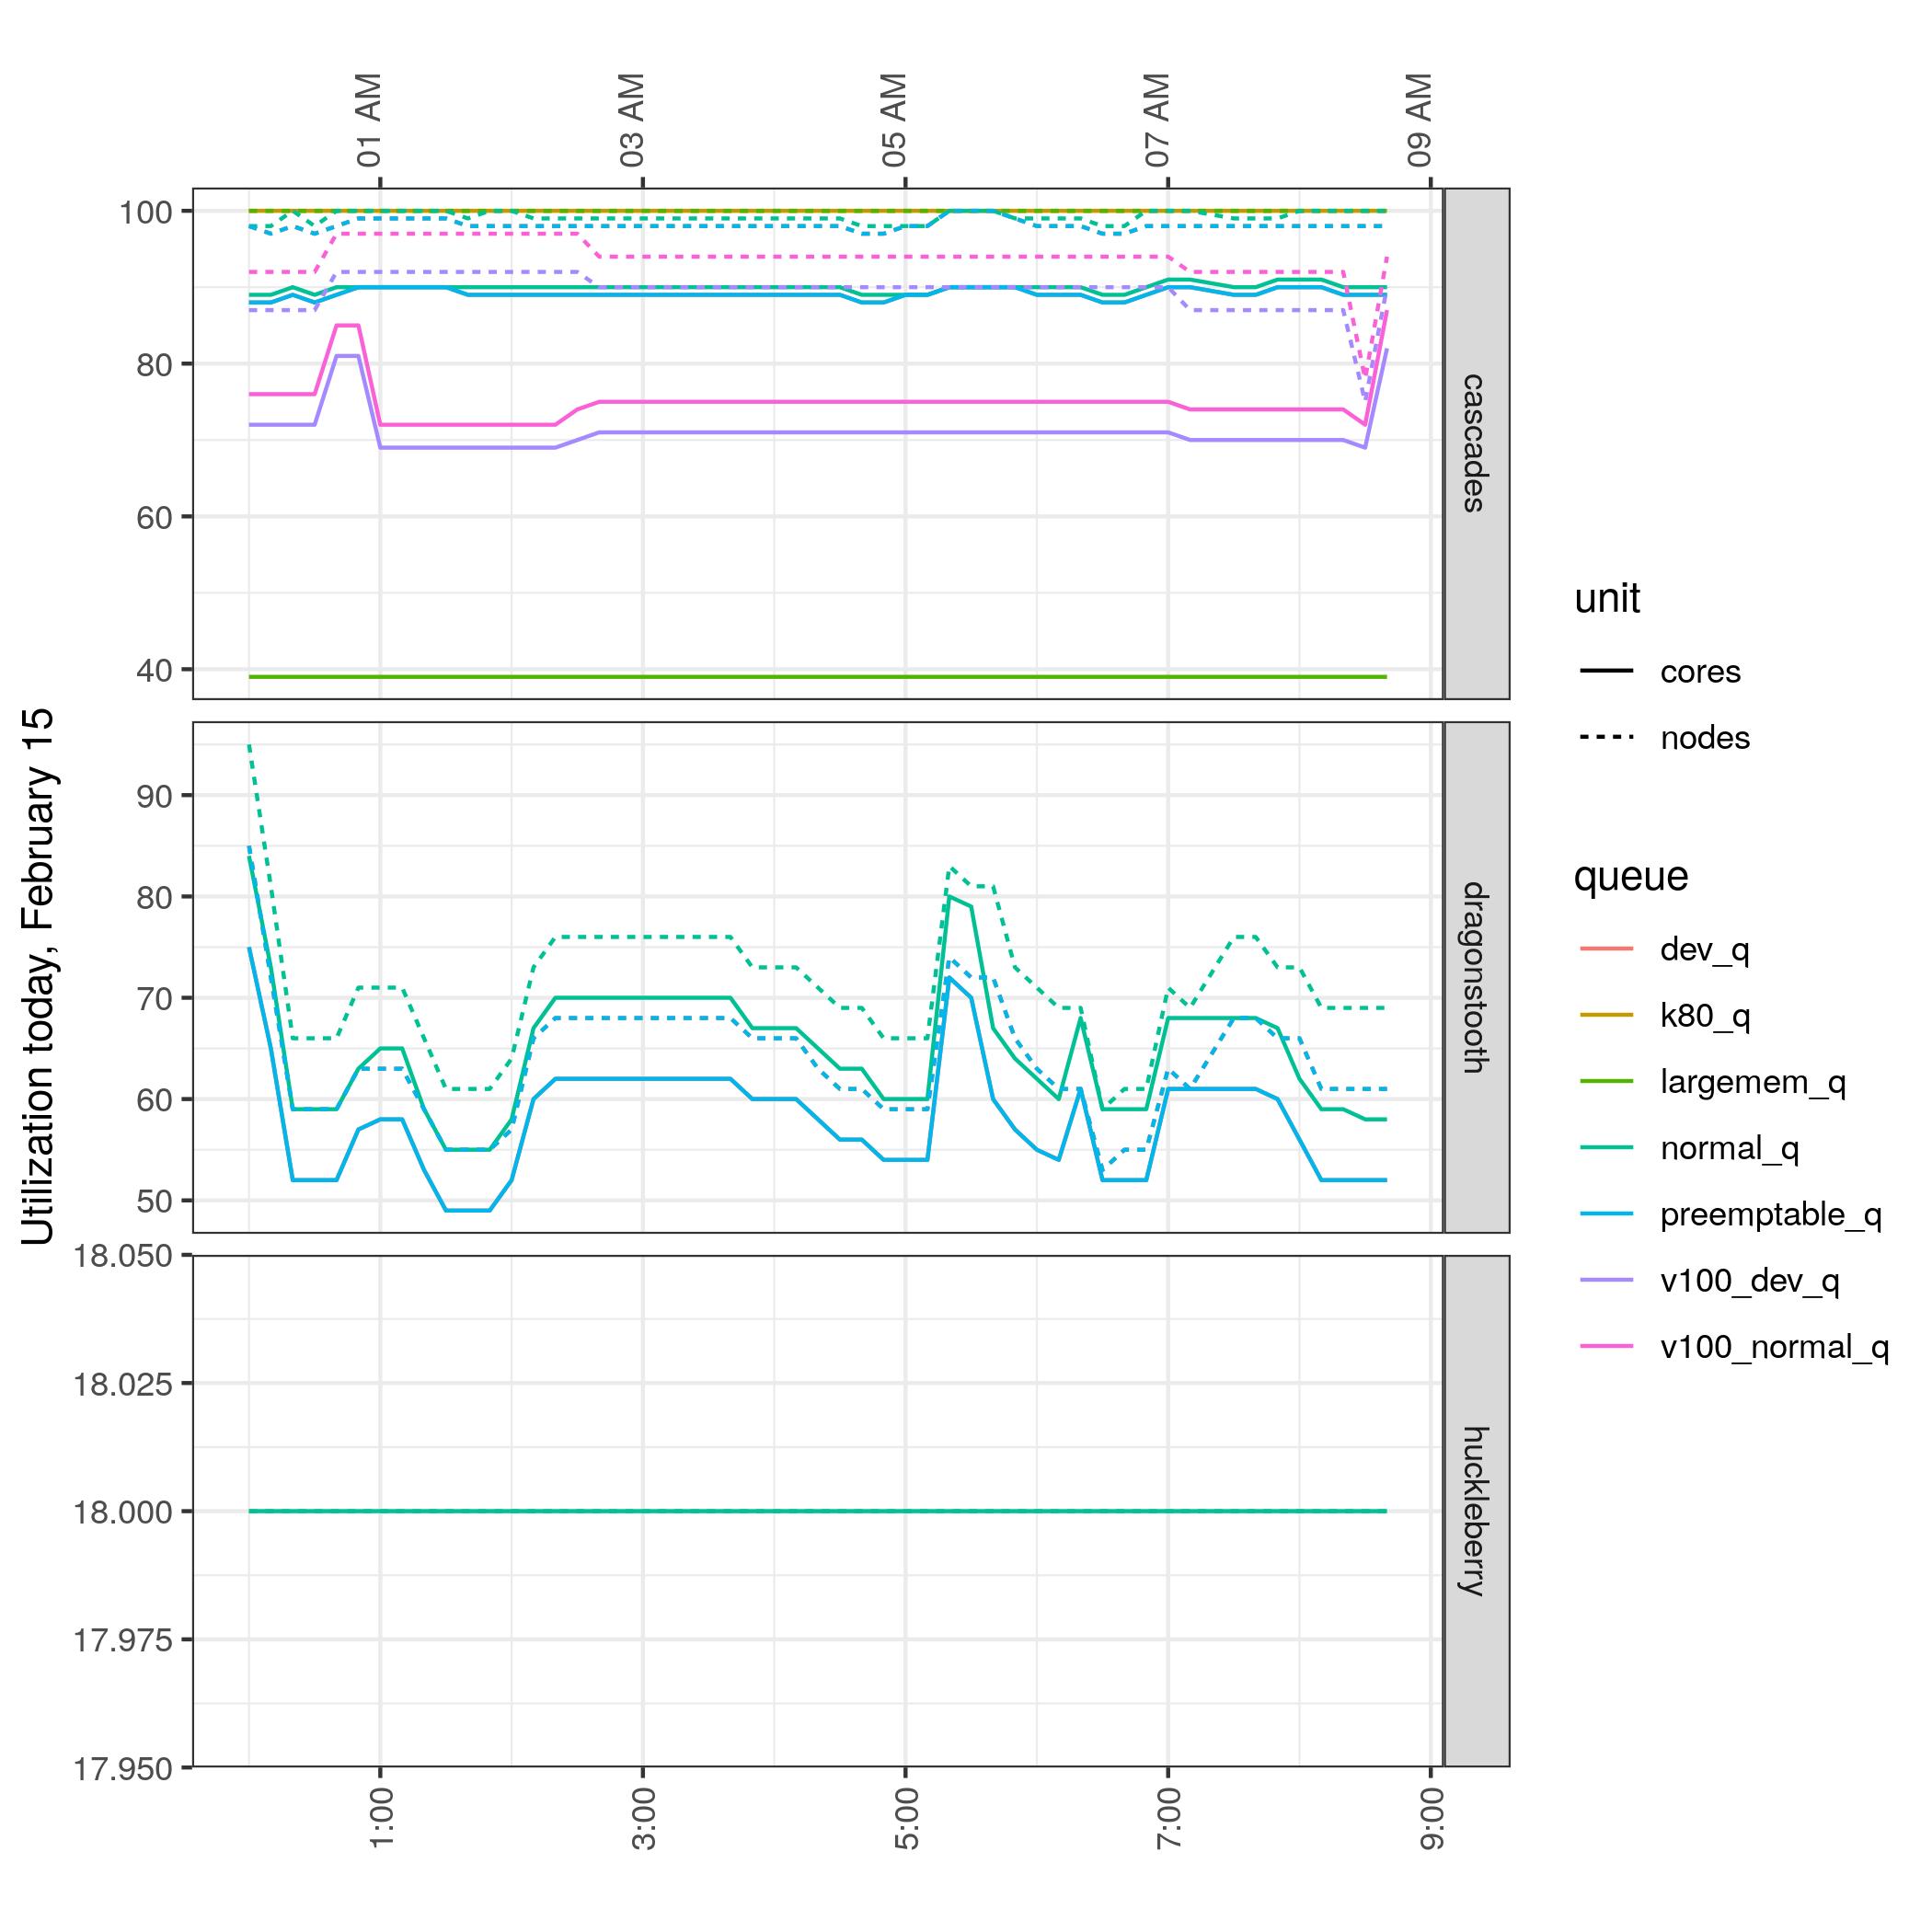 01 AM
03 AM
05 AM
07 AM
09 AM
Utilization today, February 15
100
80
60
40
cascades
90
80
70
60
50
dragonstooth
18.050
18.025
18.000
17.975
17.950
huckleberry
1:00
3:00
5:00
7:00
9:00
unit
cores
nodes
queue
dev_q
k80_q
largemem_q
normal_q
preemptable_q
v100_dev_q
v100_normal_q